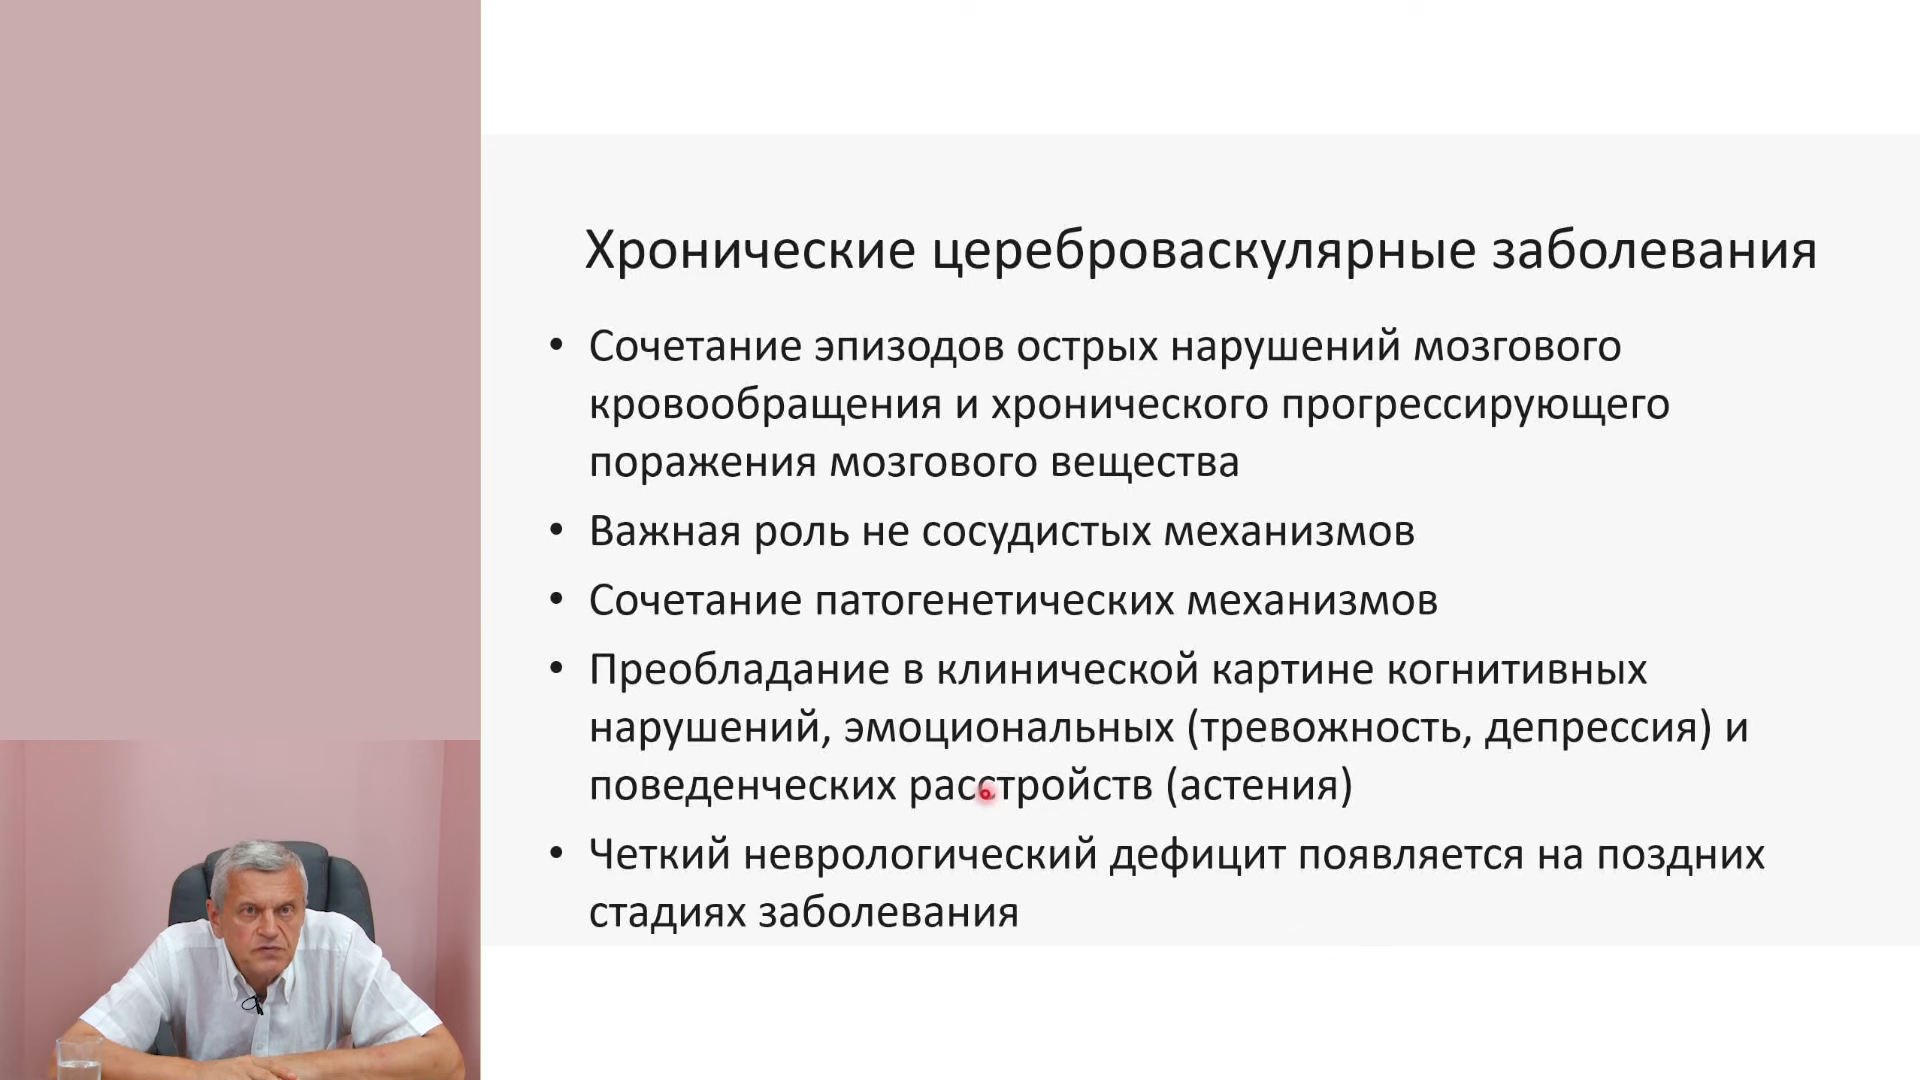 Хронические цереброваскулярные заболевания
• Сочетание эпизодов острых нарушений мозгового
кровообращения и хронического прогрессирующего
поражения мозгового вещества
• Важная роль не сосудистых механизмов
• Сочетание патогенетических механизмов
• Преобладание в клинической картине когнитивных
нарушений, эмоциональных (тревожность, депрессия) и
поведенческих расстройств (астения)
• Четкий неврологический дефицит появляется на поздних
стадиях заболевания